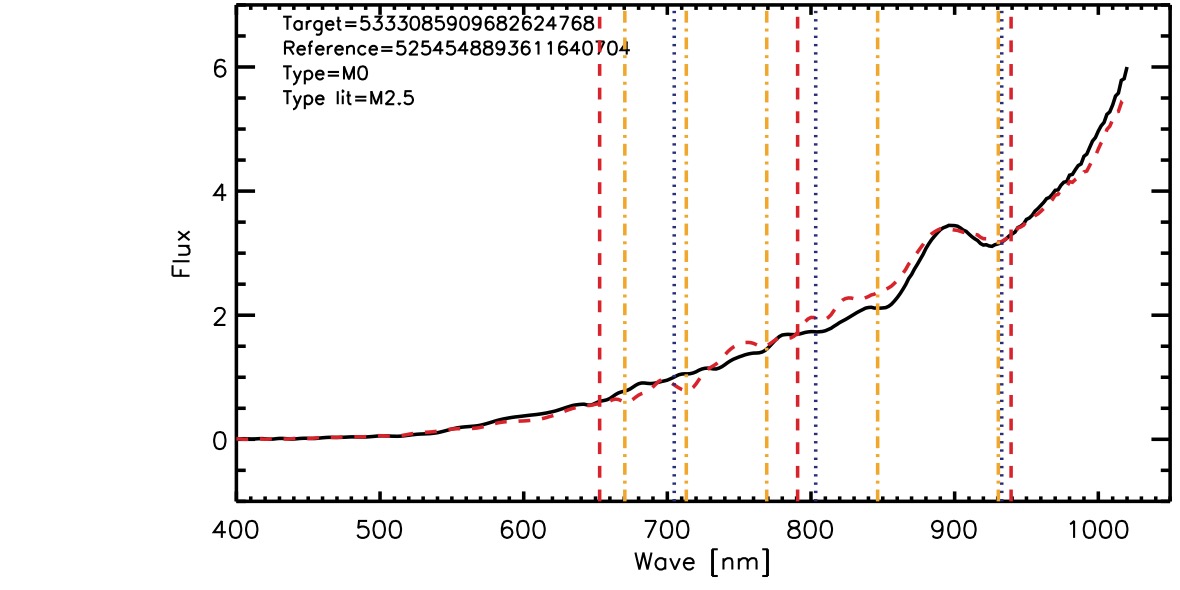 Target=5333085909682624768
Reference=5254548893611640704
Type=M0
Type lit=M2.5
6
4
2
0
Flux
400 500 600 700 800 900 1000
Wave [nm]